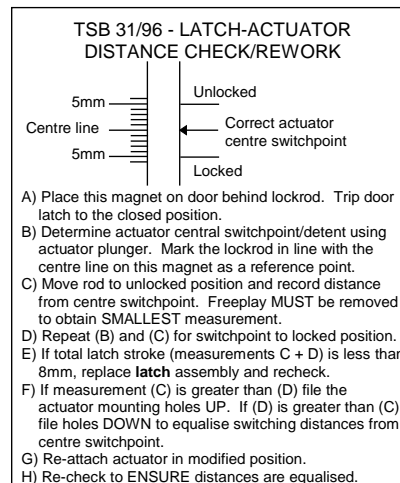 TSB 31/96 - LATCH-ACTUATOR
DISTANCE CHECK/REWORK
5mm
Unlocked
Centre line
Correct actuator
centre switchpoint
5mm
Locked
A) Place this magnet on door behind lockrod. Trip door
latch to the closed position.
B) Determine actuator central switchpoint/detent using
actuator plunger. Mark the lockrod in line with the
centre line on this magnet as a reference point.
C) Move rod to unlocked position and record distance
from centre switchpoint. Freeplay MUST be removed
to obtain SMALLEST measurement.
D) Repeat (B) and (C) for switchpoint to locked position.
E) If total latch stroke (measurements C + D) is less than
8mm, replace latch assembly and recheck.
F) If measurement (C) is greater than (D) file the
actuator mounting holes UP. If (D) is greater than (C)
file holes DOWN to equalise switching distances from
centre switchpoint.
G) Re-attach actuator in modified position.
H) Re-check to ENSURE distances are equalised.